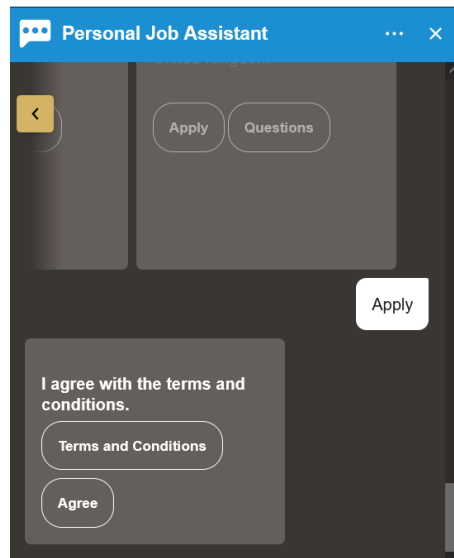 Personal Job Assistant
Apply
Questions
Apply
I agree with the terms and
conditions.
Terms and Conditions
Agree